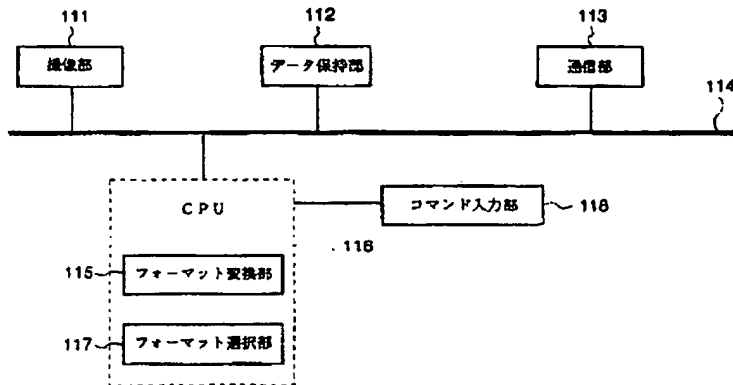 111
112
113
撮像部
データ保持部
通信部
114
CPU
コマンド入力部
118
116
115
フォーマット変換部
117
フォーマット選択部